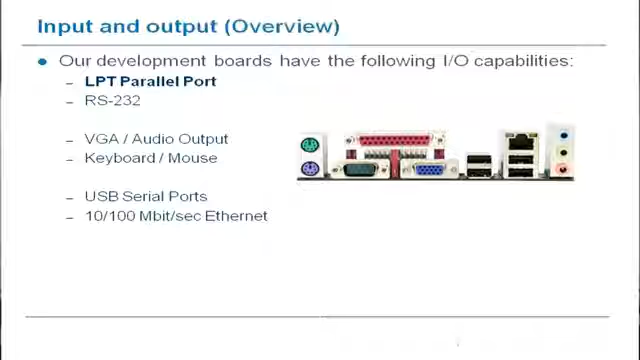 Input and output (Overview)
Our development boards have the following I/O capabilities:
– LPT Parallel Port
– RS-232
– VGA / Audio Output
– Keyboard / Mouse
– USB Serial Ports
– 10/100 Mbit/sec Ethernet